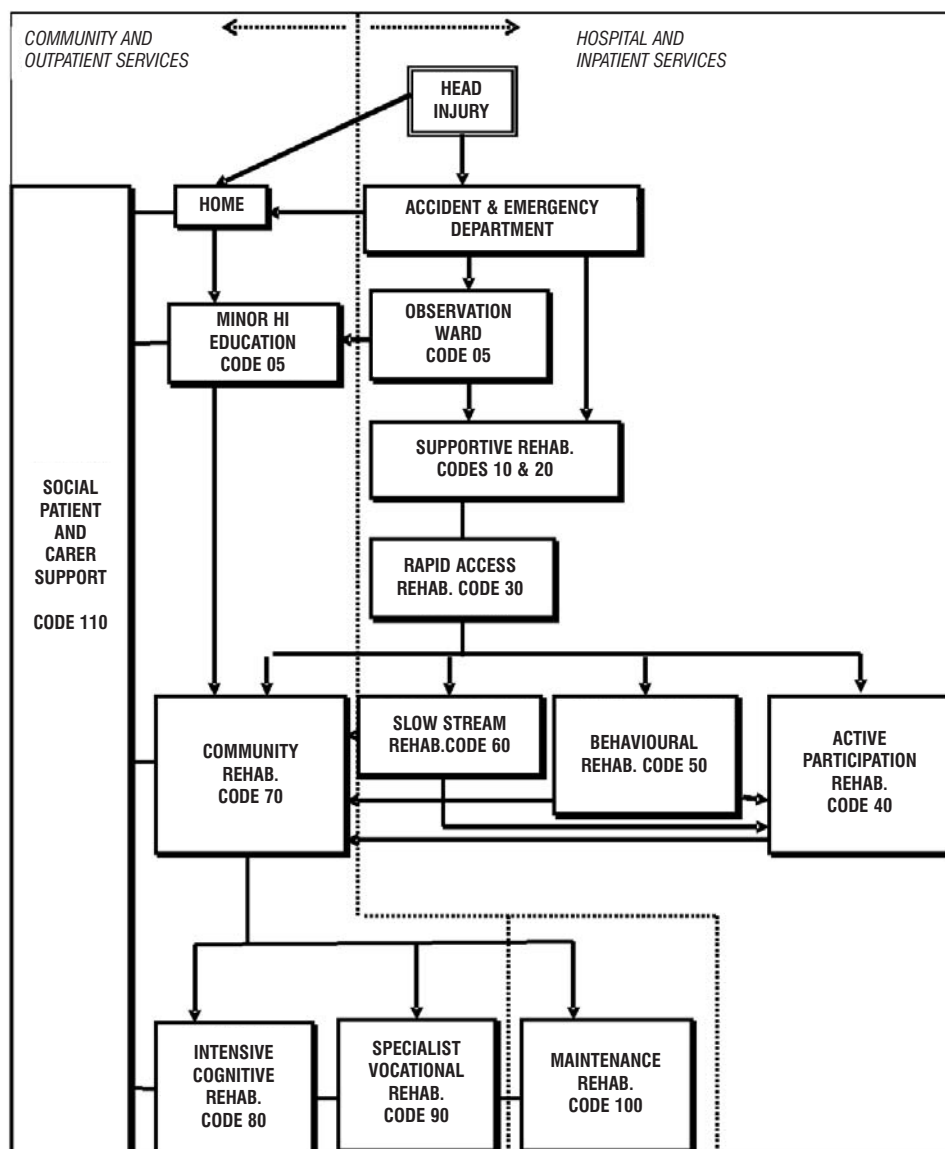 COMMUNITY AND
OUTPATIENT SERVICES
HOSPITAL AND
INPATIENT SERVICES
HEAD
INJURY
HOME
ACCIDENT & EMERGENCY
DEPARTMENT
MINOR HI
EDUCATION
CODE 05
OBSERVATION
WARD
CODE 05
SUPPORTIVE REHAB.
CODES 10 & 20
SOCIAL
PATIENT
AND
CARER
SUPPORT
CODE 110
RAPID ACCESS
REHAB. CODE 30
COMMUNITY
REHAB.
CODE 70
SLOW STREAM
REHAB.CODE 60
BEHAVIOURAL
REHAB. CODE 50
ACTIVE
PARTICIPATION
REHAB.
CODE 40
INTENSIVE
COGNITIVE
REHAB.
CODE 80
SPECIALIST
VOCATIONAL
REHAB.
CODE 90
MAINTENANCE
REHAB.
CODE 100